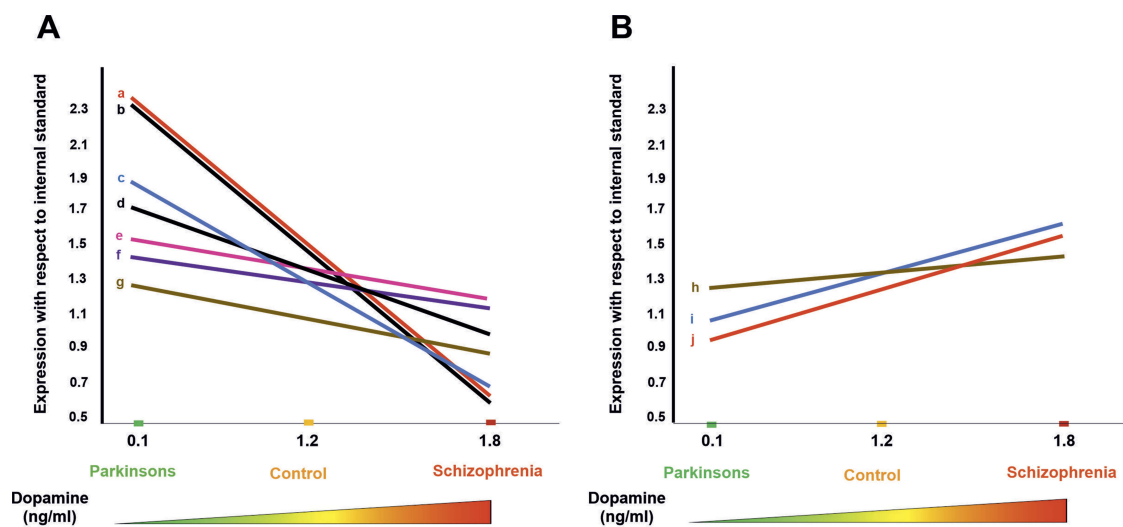 A
Expression with respect to internal standard
2.3
2.1
1.9
1.7
1.5
1.3
1.1
0.9
0.7
0.5
a
b
c
d
e
f
g
0.1
1.2
1.8
Parkinsons
Control
Schizophrenia
Dopamine
(ng/ml)
B
Expression with respect to internal standard
2.3
2.1
1.9
1.7
1.5
1.3
1.1
0.9
0.7
0.5
h
i
j
0.1
1.2
1.8
Parkinsons
Control
Schizophrenia
Dopamine
(ng/ml)